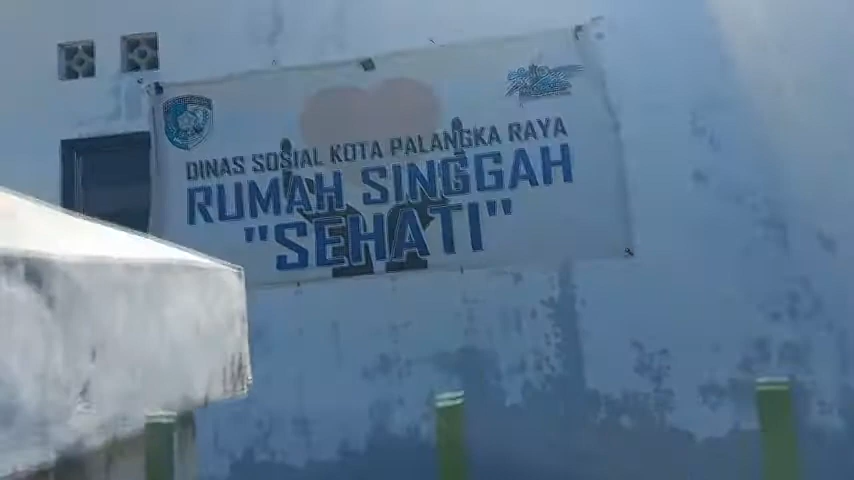 DINAS SOSIAL KOTA PALANGKA RAYA
RUMAH SINGGAH
"SEHATI"